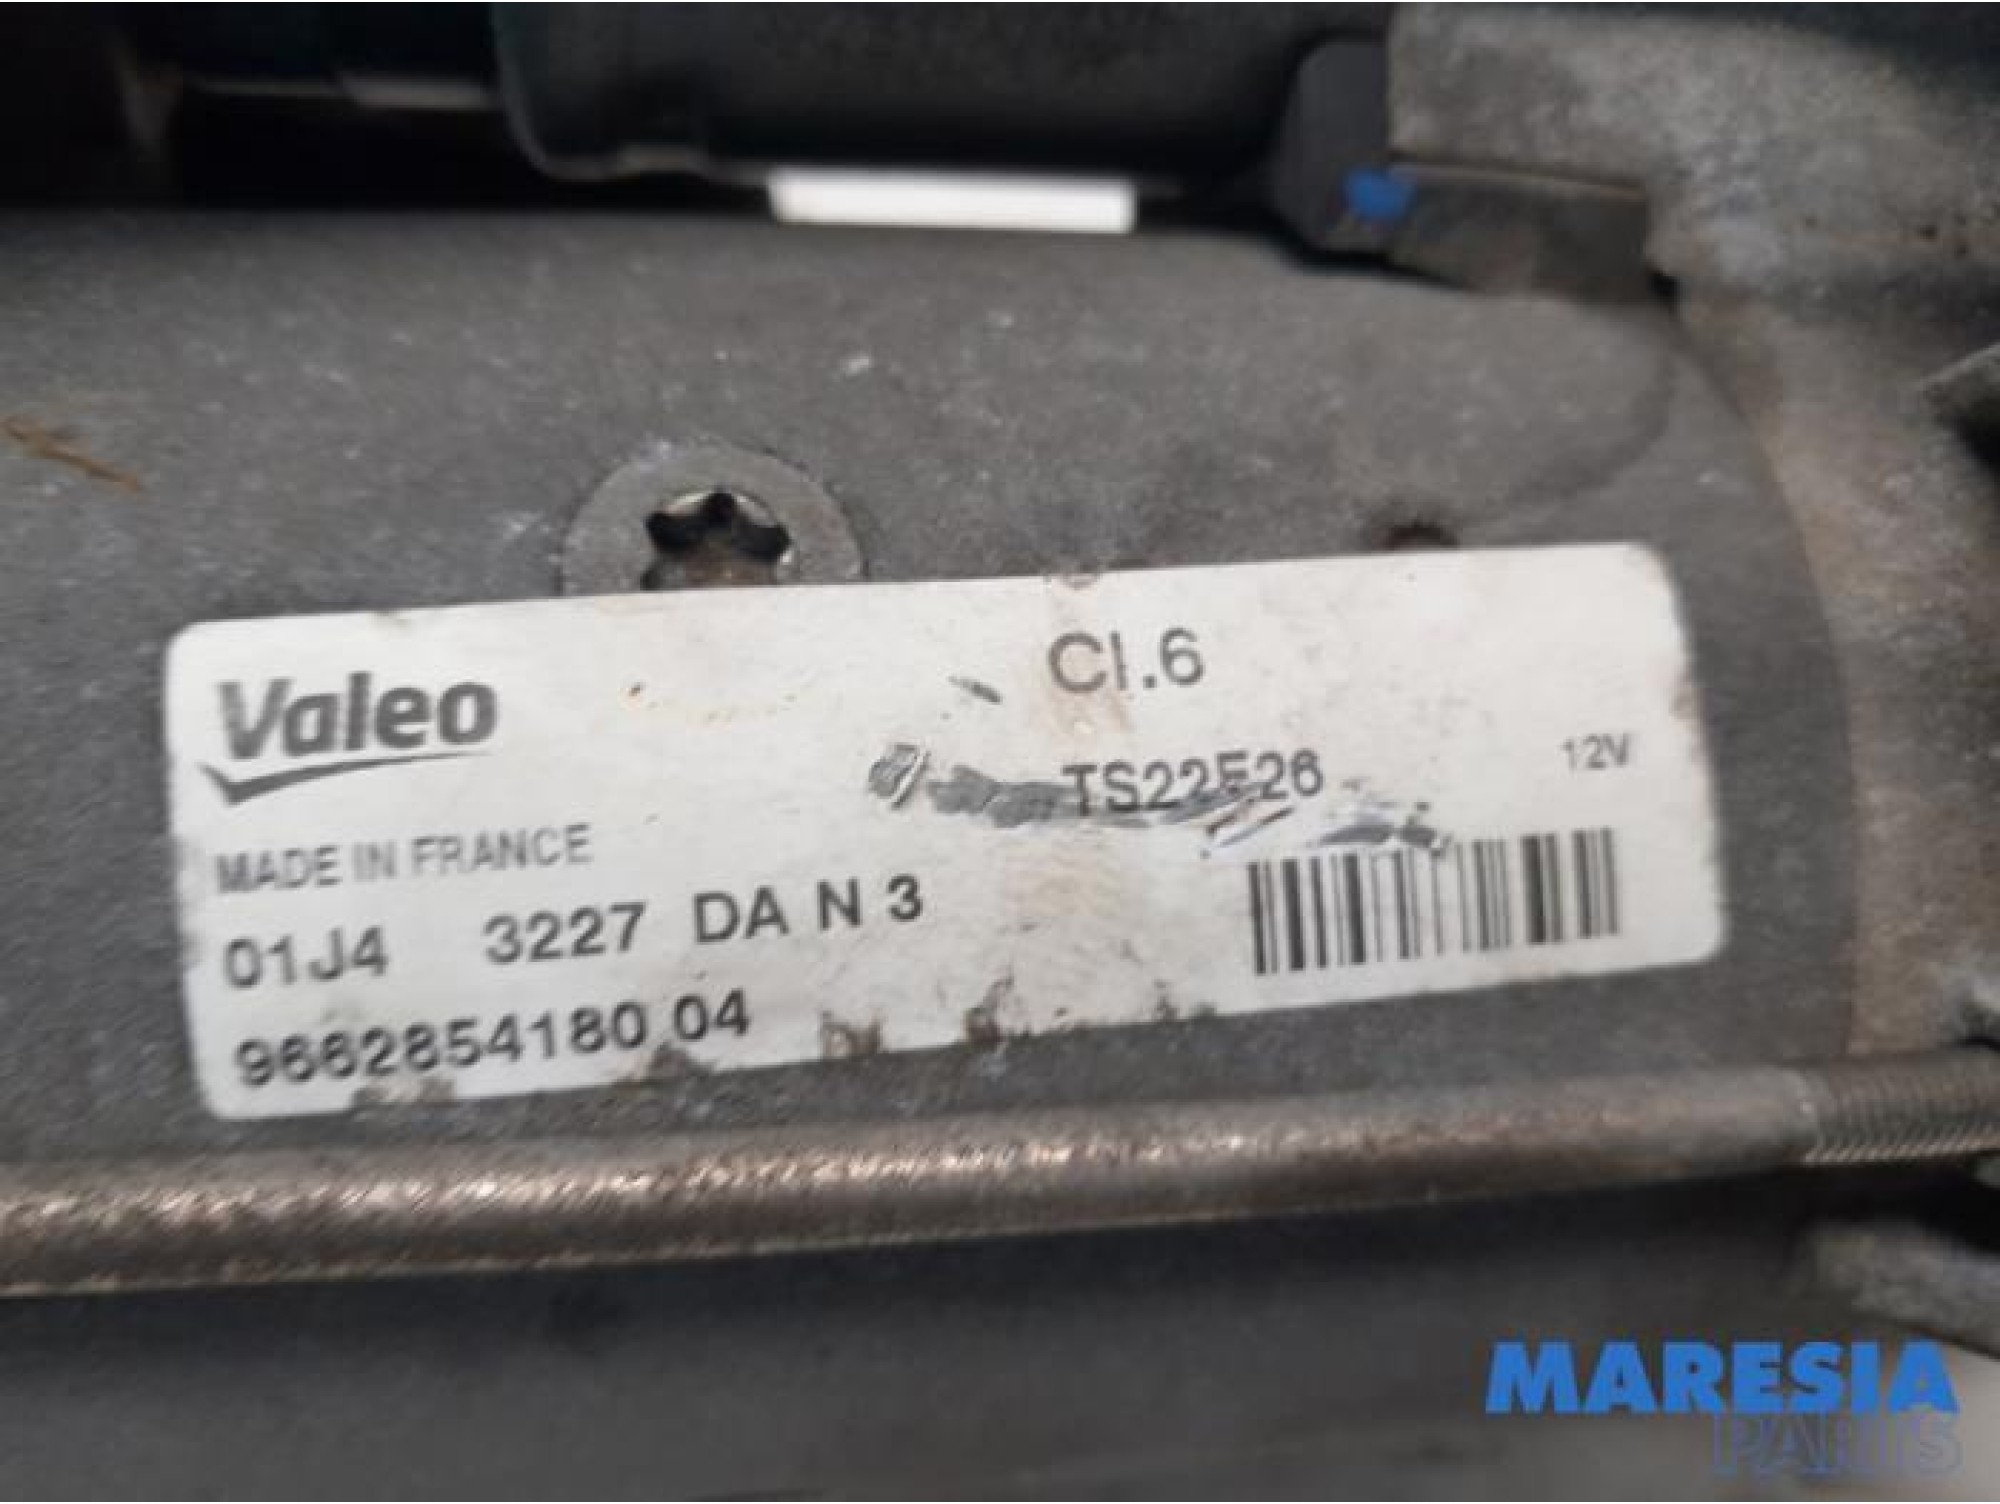 Valeo
Cl.6
TS22E26
12V
MADE IN FRANCE
01J4 3227 DA N 3
9662854180 04
MARESIA
PARTS